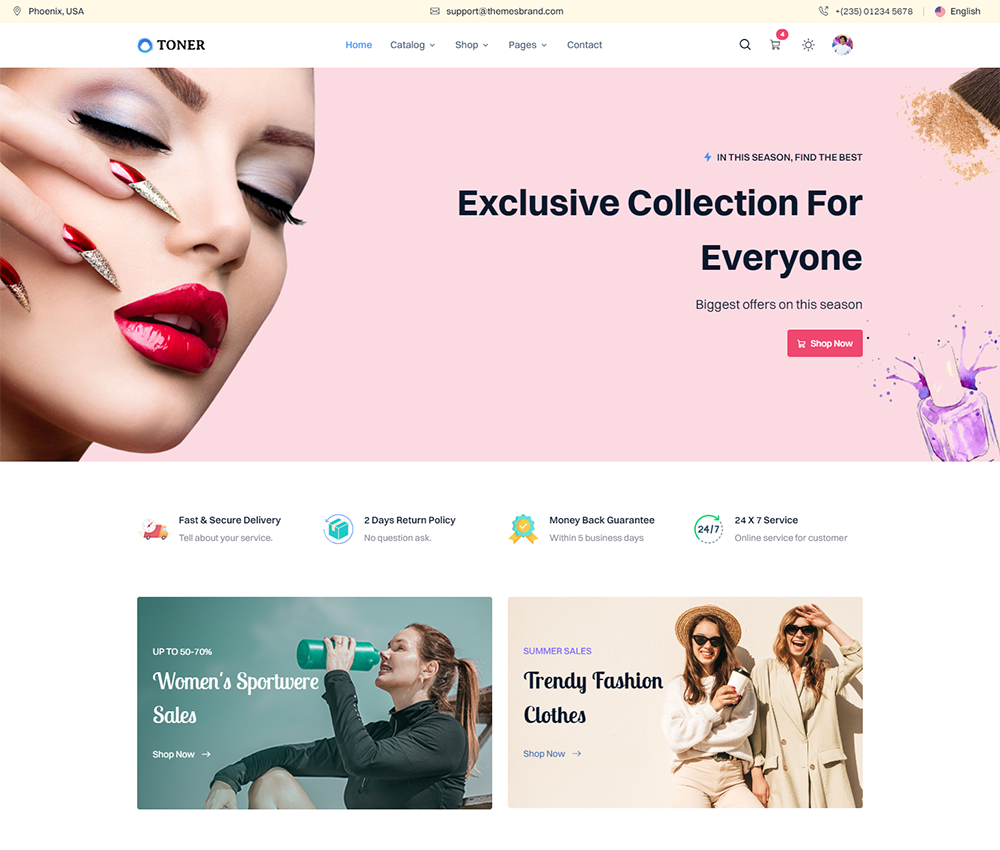 Phoenix, USA
support@themesbrand.com
+(235) 01234 5678
English
TONER
Home
Catalog
Shop
Pages
Contact
4
IN THIS SEASON, FIND THE BEST
Exclusive Collection For
Everyone
Biggest offers on this season
Shop Now
Fast & Secure Delivery
Tell about your service.
2 Days Return Policy
No question ask.
Money Back Guarantee
Within 5 business days
24/7
24 X 7 Service
Online service for customer
UP TO 50-70%
Women's Sportwere
Sales
Shop Now
SUMMER SALES
Trendy Fashion
Clothes
Shop Now